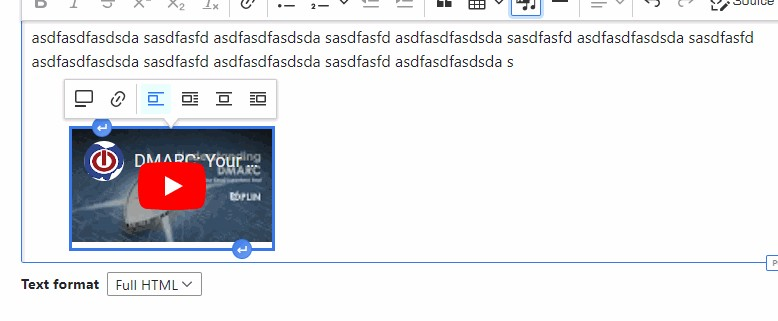 Source
asdfasdfasdsda sasdfasfd asdfasdfasdsda sasdfasfd asdfasdfasdsda sasdfasfd asdfasdfasdsda sasdfasfd
asdfasdfasdsda sasdfasfd asdfasdfasdsda sasdfasfd asdfasdfasdsda s
DMARC: Your ...
Understanding
DMARC
Text format Full HTML